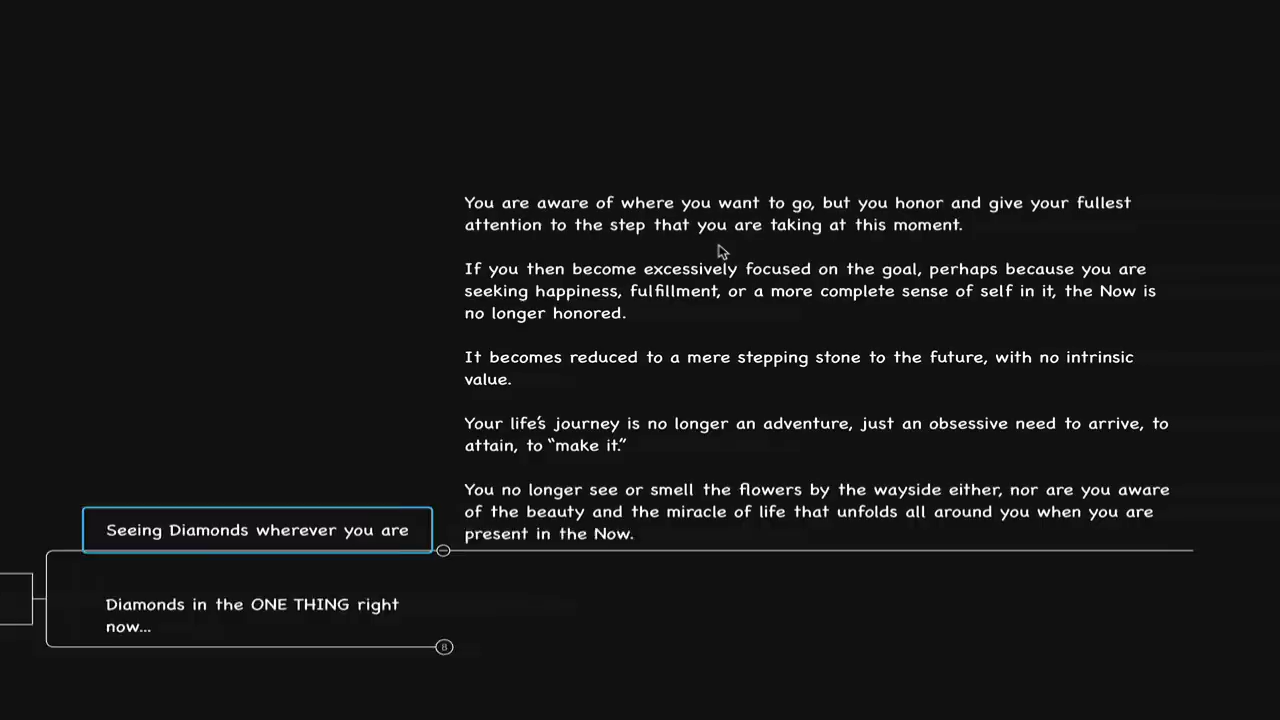 You are aware of where you want to go, but you honor and give your fullest
attention to the step that you are taking at this moment.
If you then become excessively focused on the goal, perhaps because you are
seeking happiness, fulfillment, or a more complete sense of self in it, the Now is
no longer honored.
It becomes reduced to a mere stepping stone to the future, with no intrinsic
value.
Your life's journey is no longer an adventure, just an obsessive need to arrive, to
attain, to “make it.”
You no longer see or smell the flowers by the wayside either, nor are you aware
of the beauty and the miracle of life that unfolds all around you when you are
present in the Now.
Seeing Diamonds wherever you are
Diamonds in the ONE THING right
now...
8